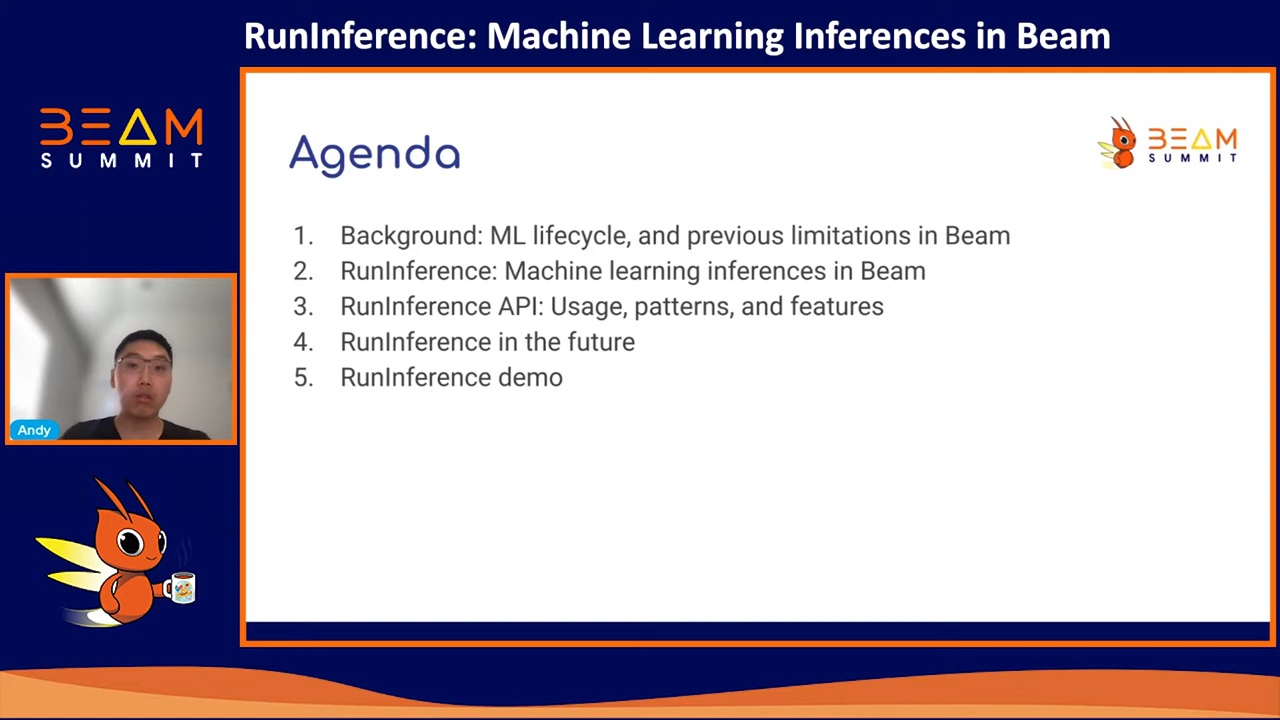 RunInference: Machine Learning Inferences in Beam
BEAM
SUMMIT
Agenda
BEAM
SUMMIT
1. Background: ML lifecycle, and previous limitations in Beam
2. RunInference: Machine learning inferences in Beam
3. RunInference API: Usage, patterns, and features
4. RunInference in the future
5. RunInference demo
Andy